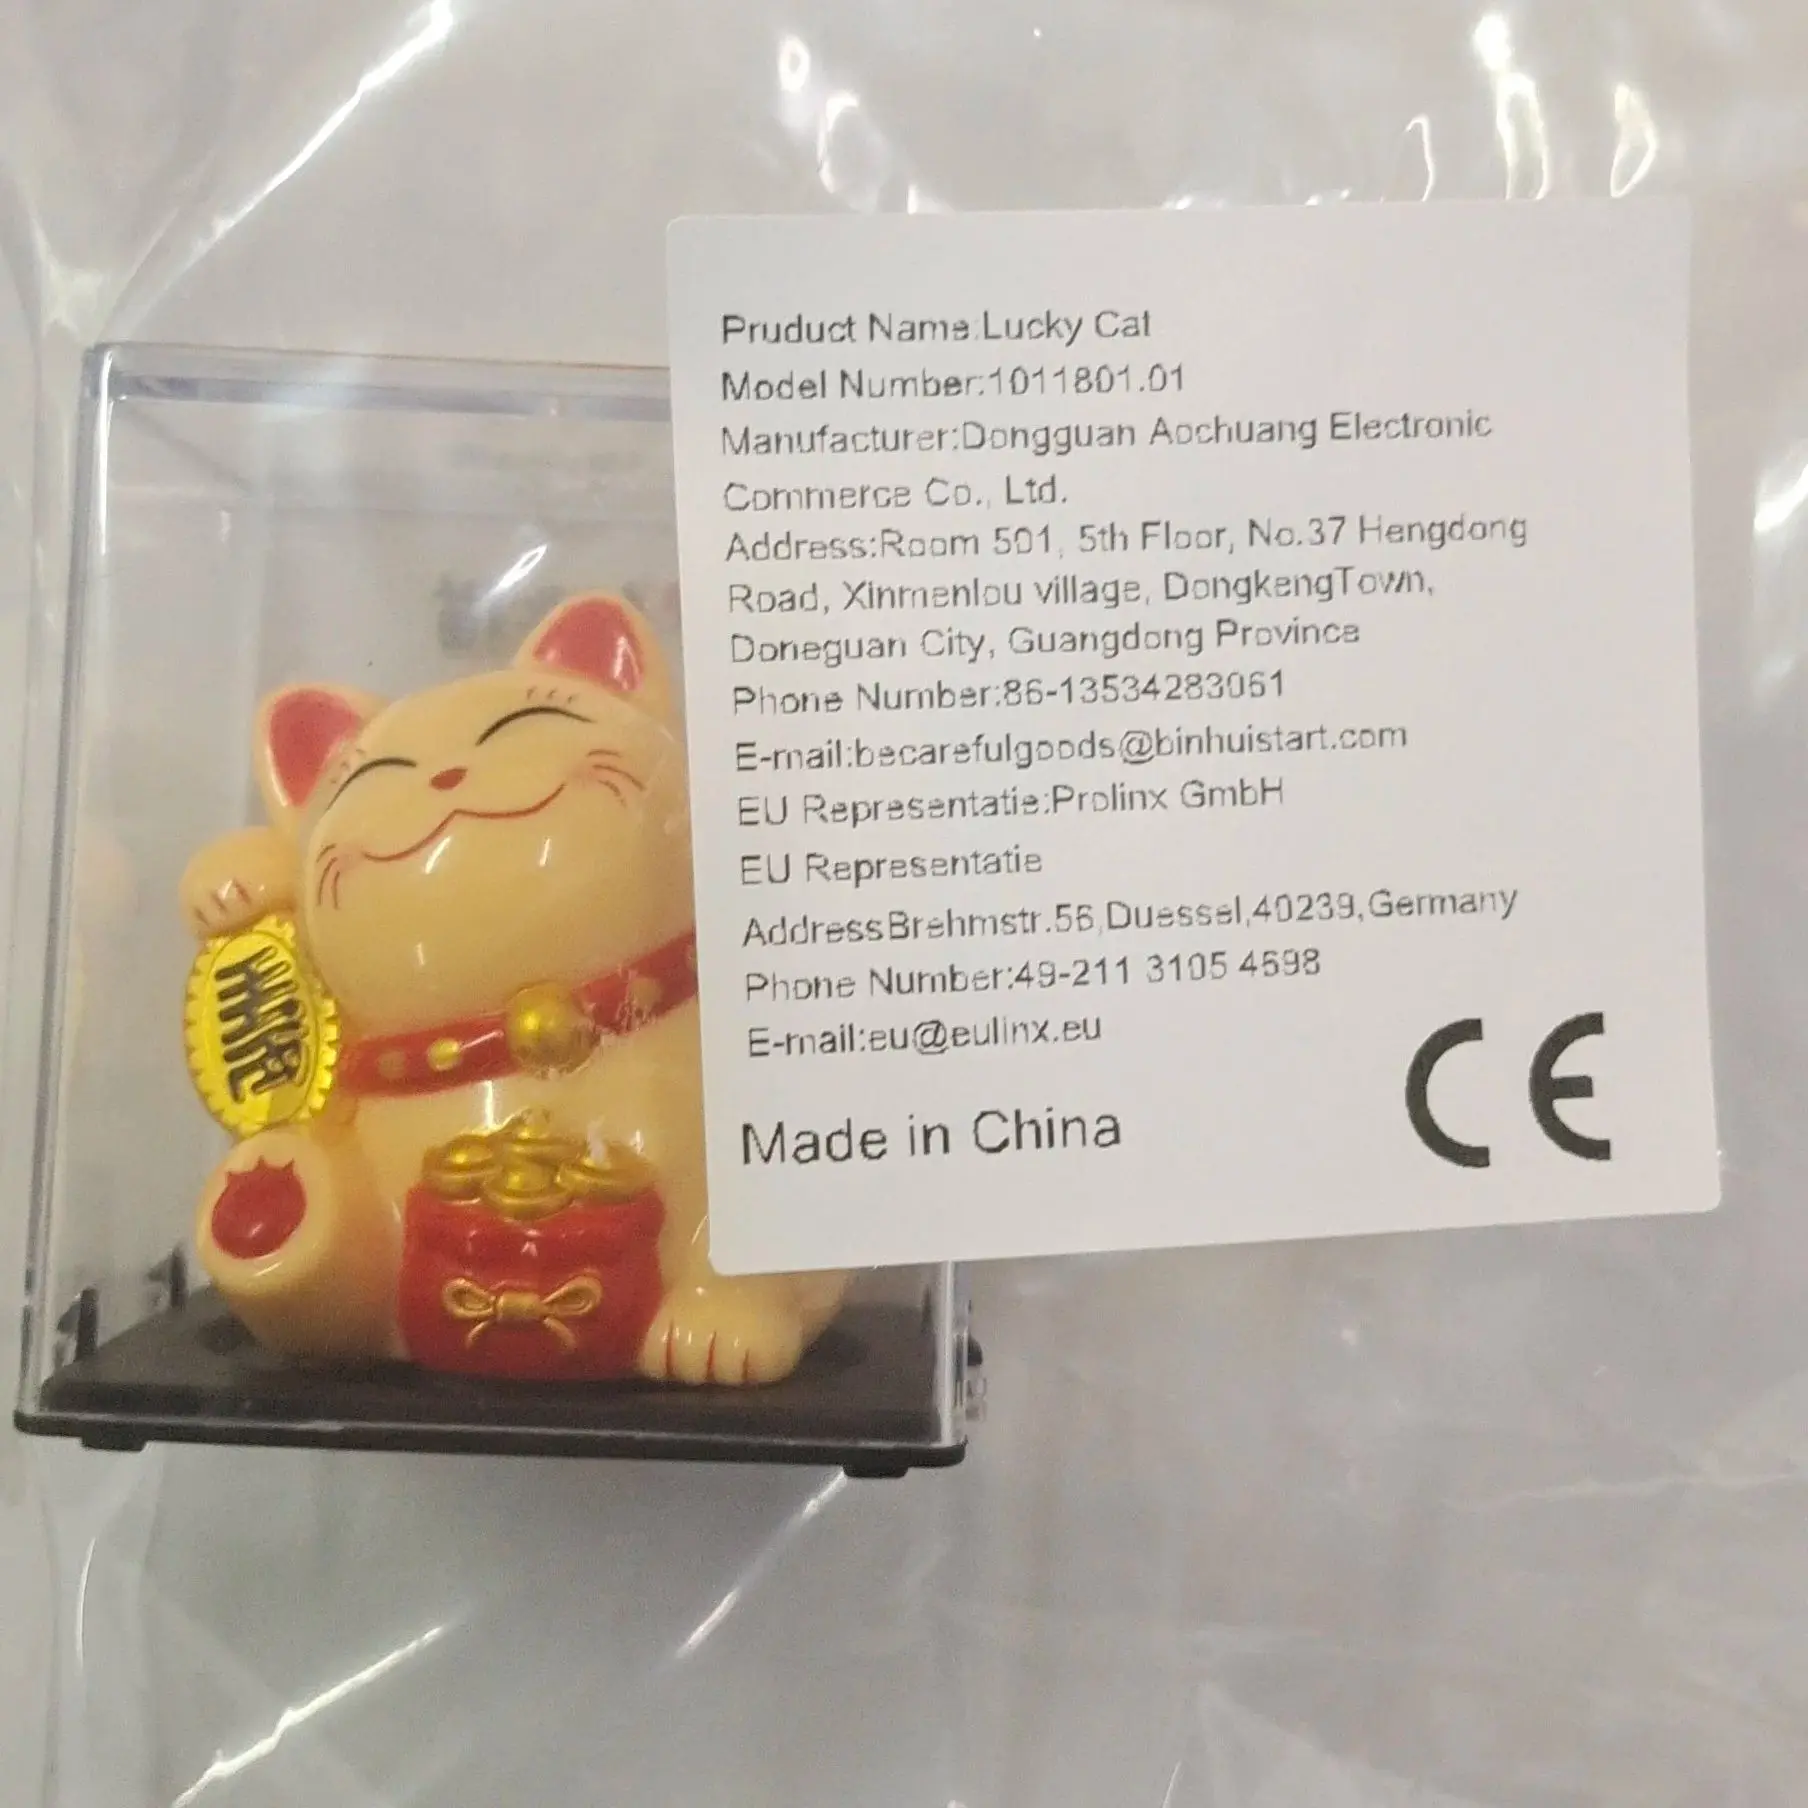 Pruduct Name:Lucky Cat
Model Number:1011801.01
Manufacturer:Dongguan Aochuang Electronic
Commerce Co., Ltd.
Address:Room 501, 5th Floor, No.37 Hengdong
Road, Xinmenlou village, DongkengTown,
Doneguan City, Guangdong Province
Phone Number:86-13534283061
E-mail:becarefulgoods@binhuistart.com
EU Representatie:Prolinx GmbH
EU Representatie
AddressBrehmstr.56,Duessel,40239,Germany
Phone Number:49-211 3105 4698
E-mail:eu@eulinx.eu
Made in China
CE